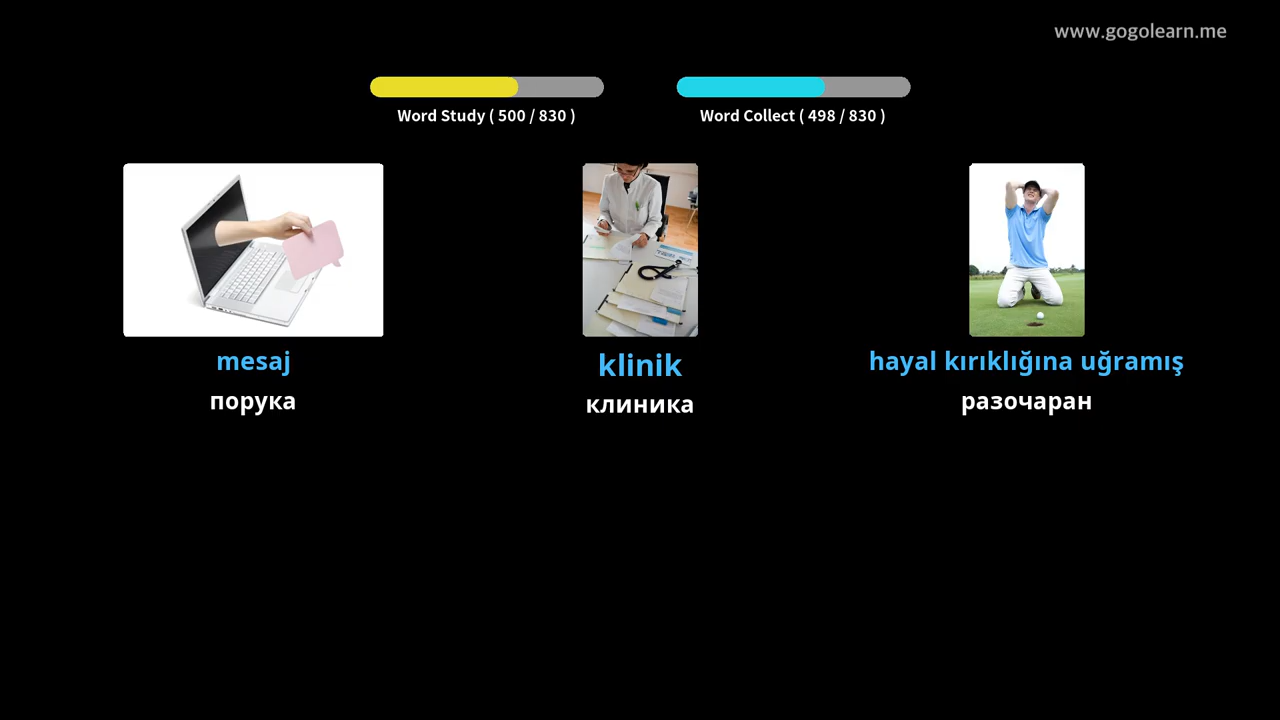 www.gogolearn.me
Word Study ( 500 / 830 )
Word Collect ( 498 / 830 )
mesaj
порука
klinik
клиника
hayal kırıklığına uğramış
разочаран